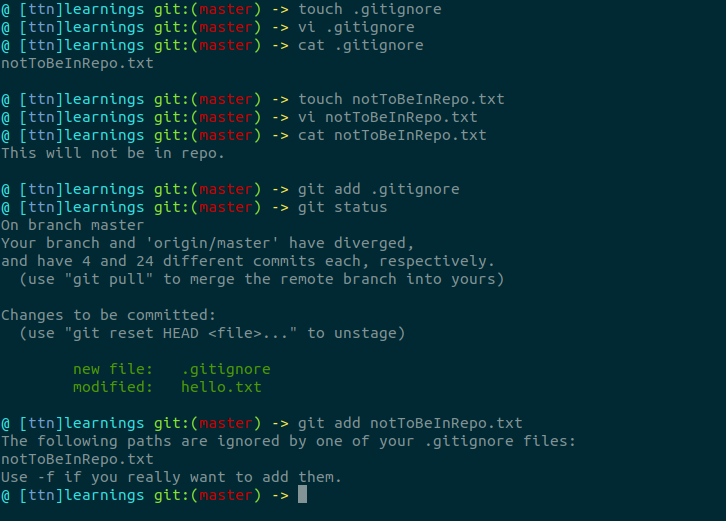 @ [ttn]learnings git:(master) -> touch .gitignore
@ [ttn]learnings git:(master) -> vi .gitignore
@ [ttn]learnings git:(master) -> cat .gitignore
notToBeInRepo.txt
@ [ttn]learnings git:(master) -> touch notToBeInRepo.txt
@ [ttn]learnings git:(master) -> vi notToBeInRepo.txt
@ [ttn]learnings git:(master) -> cat notToBeInRepo.txt
This will not be in repo.
@ [ttn]learnings git:(master) -> git add .gitignore
@ [ttn]learnings git:(master) -> git status
On branch master
Your branch and 'origin/master' have diverged,
and have 4 and 24 different commits each, respectively.
  (use "git pull" to merge the remote branch into yours)
Changes to be committed:
  (use "git reset HEAD <file>..." to unstage)
        new file:   .gitignore
        modified:   hello.txt
@ [ttn]learnings git:(master) -> git add notToBeInRepo.txt
The following paths are ignored by one of your .gitignore files:
notToBeInRepo.txt
Use -f if you really want to add them.
@ [ttn]learnings git:(master) ->